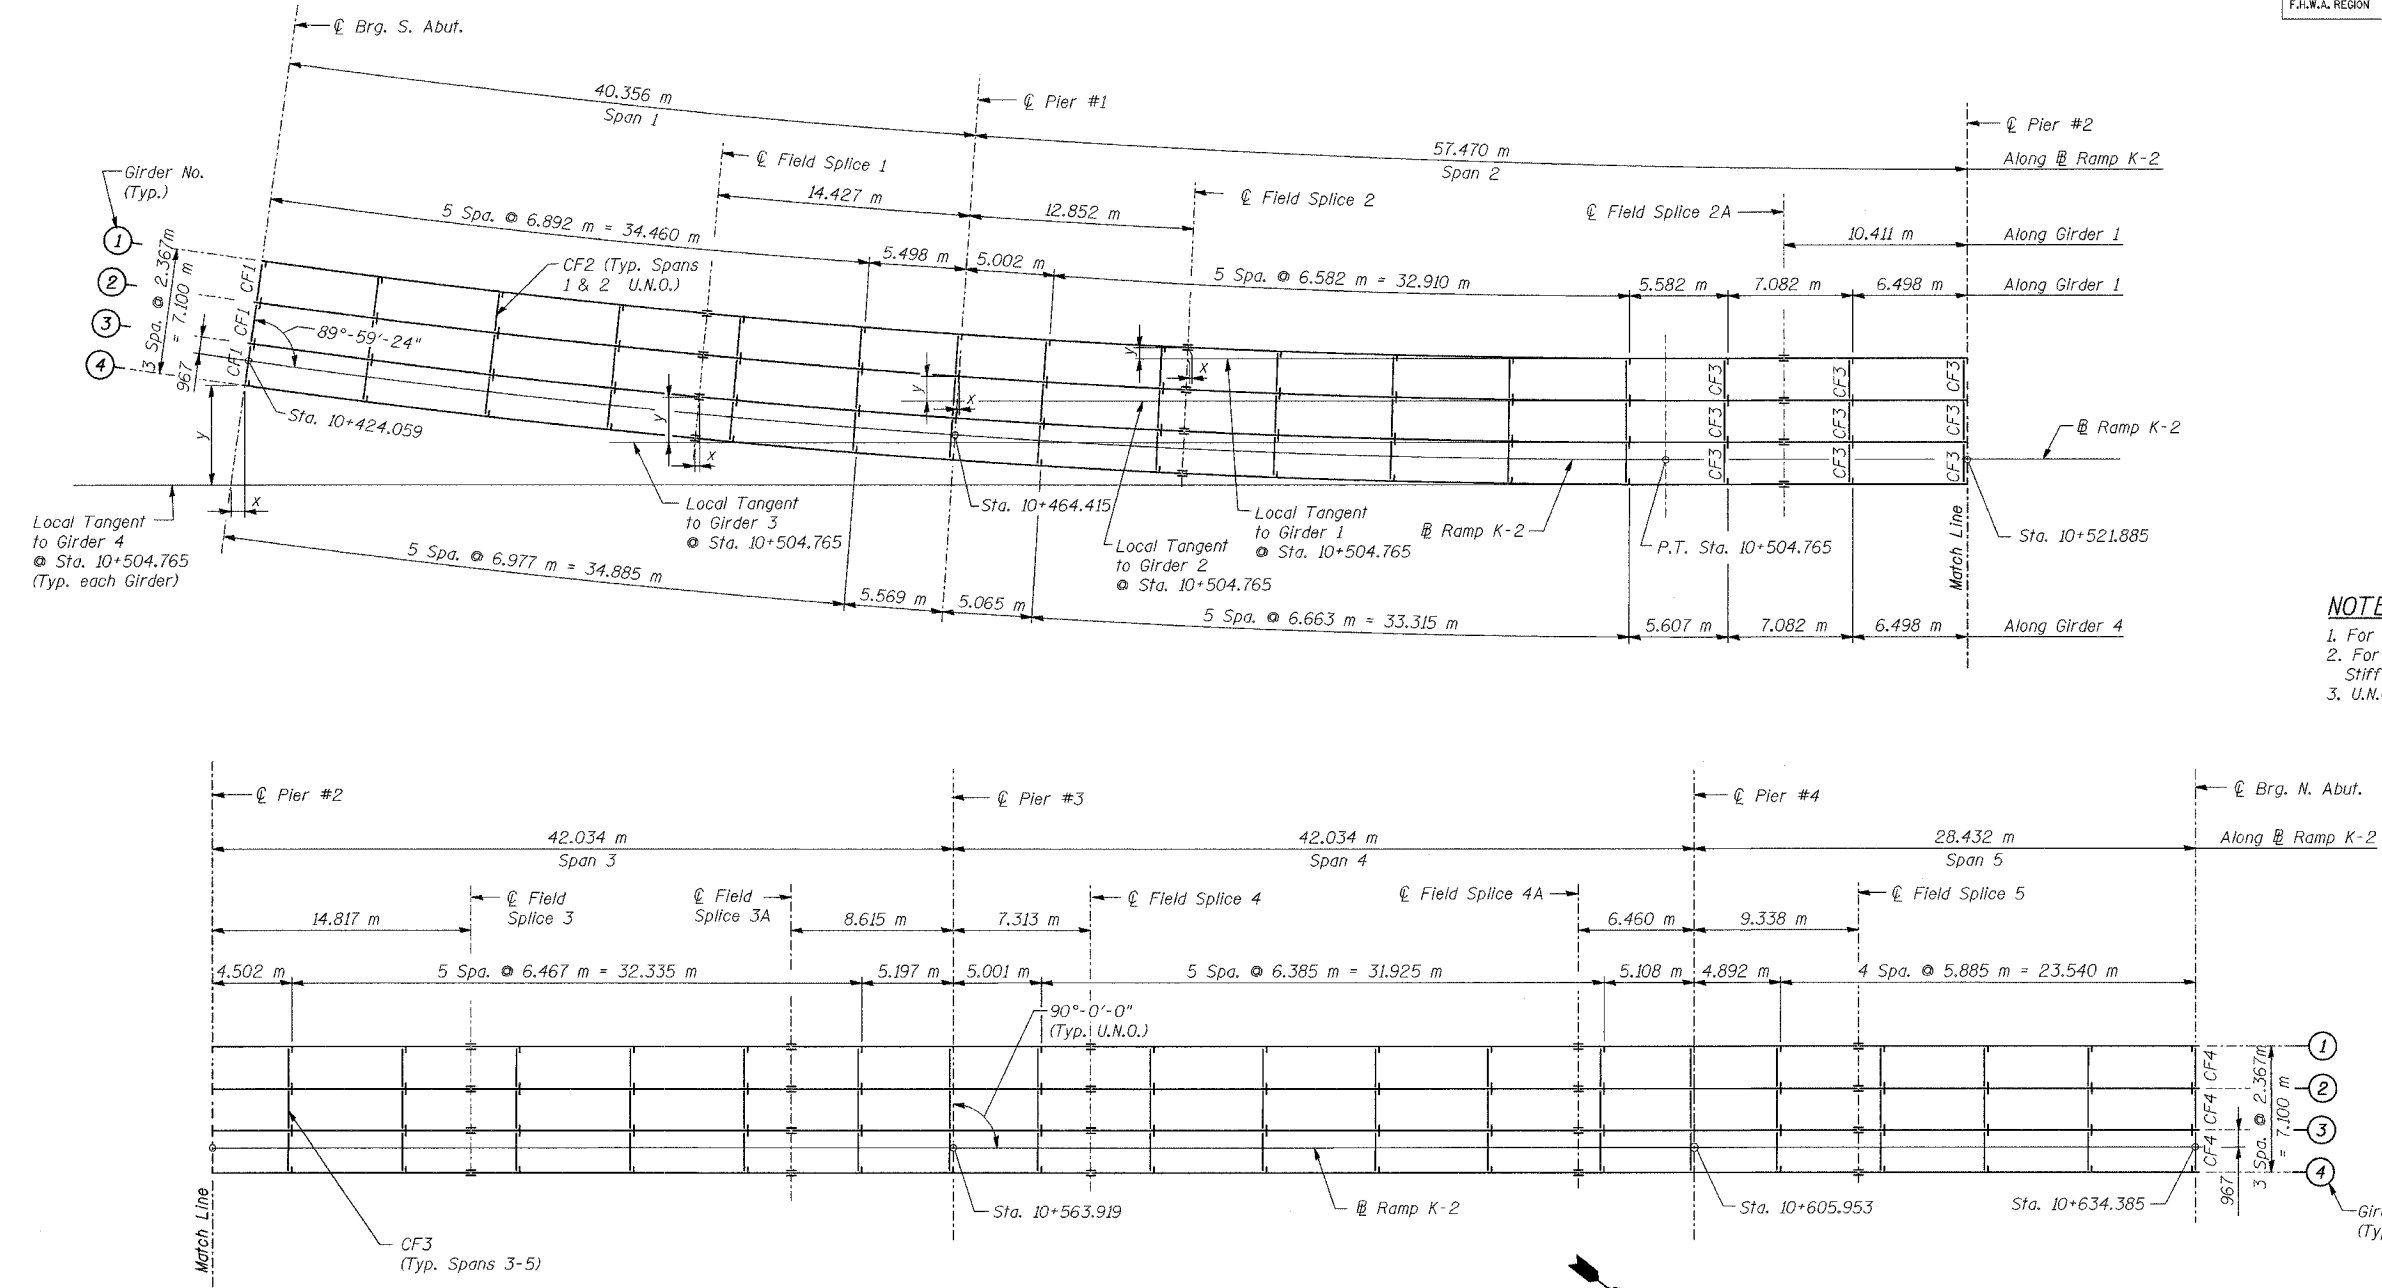 F.H.W.A. REGION
℄ Brg. S. Abut.
40.356 m
Span 1
℄ Pier #1
℄ Pier #2
57.470 m
Span 2
Along ℄ Ramp K-2
Girder No.
(Typ.)
℄ Field Splice 1
14.427 m
12.852 m
℄ Field Splice 2
℄ Field Splice 2A
10.411 m
Along Girder 1
5 Spa. @ 6.892 m = 34.460 m
5.498 m
5.002 m
5 Spa. @ 6.582 m = 32.910 m
5.582 m
7.082 m
6.498 m
Along Girder 1
CF2 (Typ. Spans
1 & 2 U.N.O.)
1
2
3
4
3 Spa. @ 2.367m
= 7.100 m
967
CF1
CF1
CF1
89°-59'-24"
Sta. 10+424.059
y
x
y
x
y
x
y
x
CF3
CF3
CF3
CF3
CF3
CF3
CF3
CF3
CF3
Ramp K-2
Local Tangent
to Girder 4
@ Sta. 10+504.765
(Typ. each Girder)
Local Tangent
to Girder 3
@ Sta. 10+504.765
Sta. 10+464.415
Local Tangent
to Girder 2
@ Sta. 10+504.765
Local Tangent
to Girder 1
@ Sta. 10+504.765
Ramp K-2
P.T. Sta. 10+504.765
Match Line
Sta. 10+521.885
5 Spa. @ 6.977 m = 34.885 m
5.569 m
5.065 m
5 Spa. @ 6.663 m = 33.315 m
5.607 m
7.082 m
6.498 m
Along Girder 4
NOTE
1. For
2. For
Stiff
3. U.N.
℄ Pier #2
℄ Pier #3
℄ Pier #4
℄ Brg. N. Abut.
42.034 m
Span 3
42.034 m
Span 4
28.432 m
Span 5
Along Ramp K-2
14.817 m
℄ Field
Splice 3
℄ Field
Splice 3A
8.615 m
7.313 m
℄ Field Splice 4
℄ Field Splice 4A
6.460 m
9.338 m
℄ Field Splice 5
4.502 m
5 Spa. @ 6.467 m = 32.335 m
5.197 m
5.001 m
5 Spa. @ 6.385 m = 31.925 m
5.108 m
4.892 m
4 Spa. @ 5.885 m = 23.540 m
90°-0'-0"
(Typ. U.N.O.)
CF4
CF4
CF4
3 Spa. @ 2.367m
= 7.100 m
967
1
2
3
4
Match Line
CF3
(Typ. Spans 3-5)
Sta. 10+563.919
Ramp K-2
Sta. 10+605.953
Sta. 10+634.385
Gir
(Ty